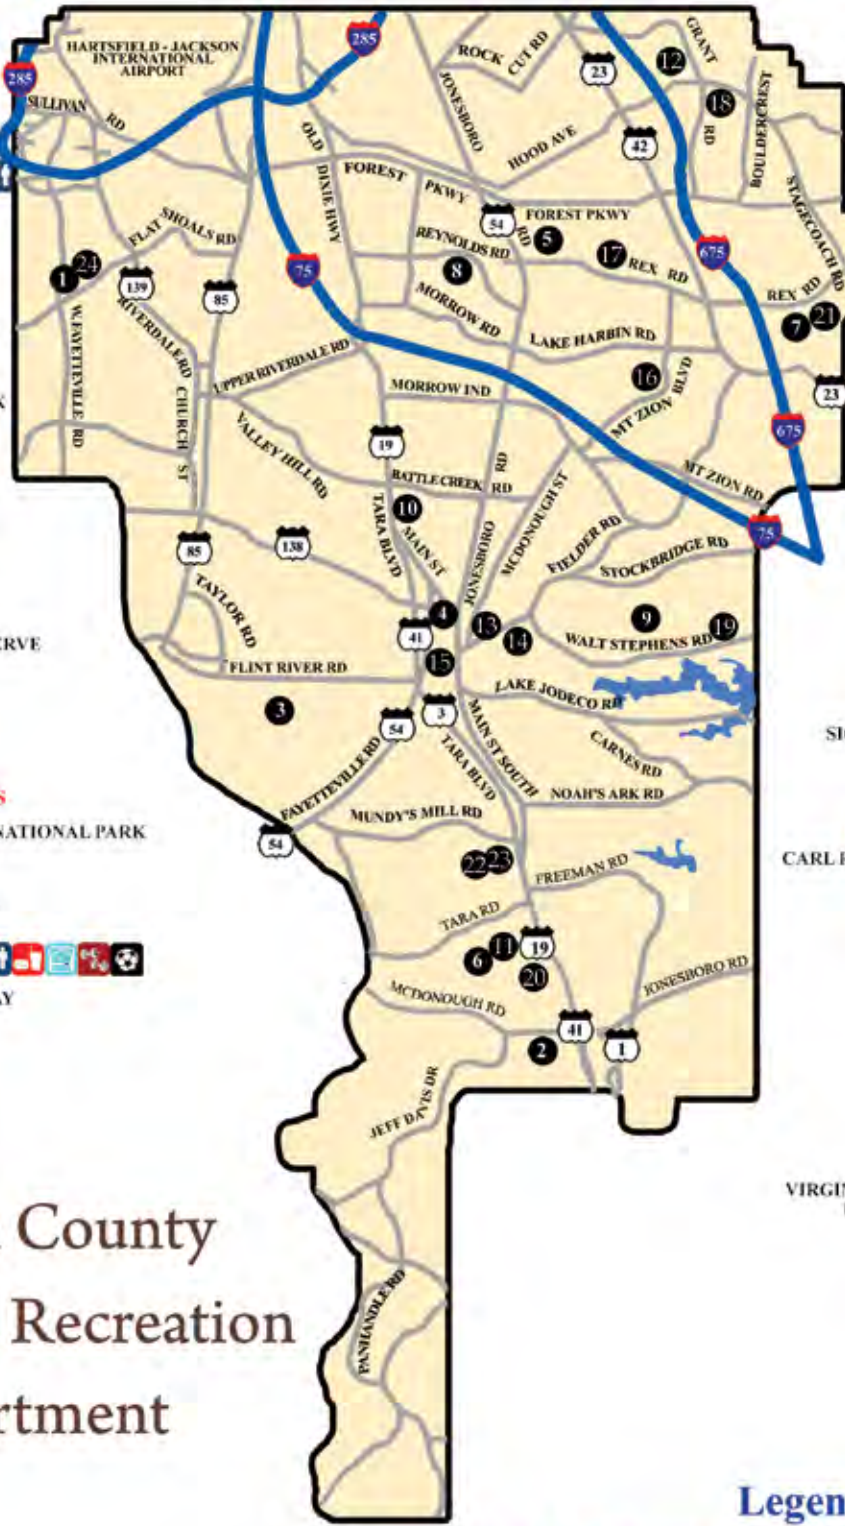 HARTSFIELD - JACKSON
INTERNATIONAL
AIRPORT
285
285
SULLIVAN
RD
ROCK
CUT RD
JONESBORO
RD
23
GRANT
RD
12
18
BOULDERCREST
42
HOOD AVE
OLD
DIXIE HWY
FOREST
PKWY
FOREST PKWY
54
STAGECOACH RD
FLAT
SHOALS RD
1
24
139
85
75
REYNOLDS RD
5
8
17
REX RD
675
REX RD
7
21
MORROW RD
LAKE HARBIN RD
W. FAYETTEVILLE RD
RIVERDALE RD
CHURCH ST
UPPER RIVERDALE RD
MORROW IND
16
MT ZION BLVD
23
675
VALLEY HILL RD
19
RD
BATTLE CREEK RD
MT ZION RD
10
TARA BLVD
MAIN ST
JONESBORO
MCDONOUGH ST
FIELDER RD
STOCKBRIDGE RD
75
85
138
TAYLOR RD
4
41
13
14
9
19
WALT STEPHENS RD
ERVE
FLINT RIVER RD
15
LAKE JODECO RD
3
54
3
MAIN ST SOUTH
CARNES RD
TARA BLVD
FAYETTEVILLE RD
NOAH'S ARK RD
S
NATIONAL PARK
54
MUNDY'S MILL RD
22
23
FREEMAN RD
CARL
TARA RD
6
11
19
20
JONESBORO RD
AY
MCDONOUGH RD
41
2
1
JEFF DAVIS DR
VIRGIN
County
Recreation
rtment
PANHANDLE RD
Legen